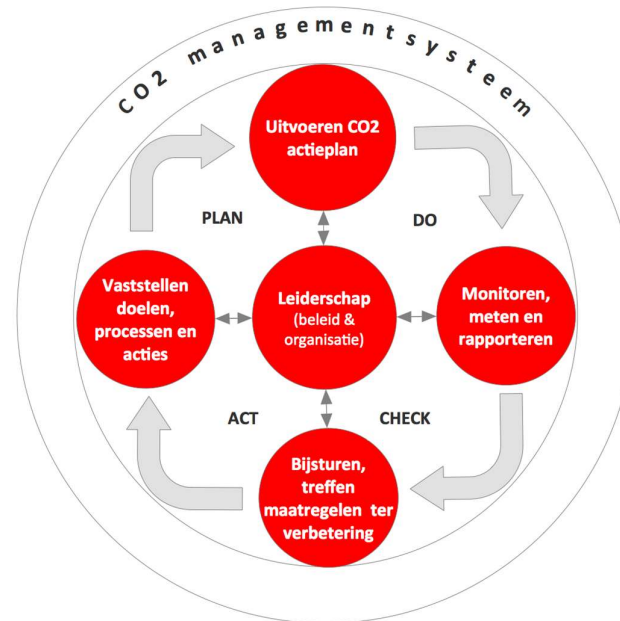 CO2 managementsysteem
Uitvoeren CO2
actieplan
PLAN
DO
Vaststellen
doelen,
processen en
acties
Leiderschap
(beleid &
organisatie)
Monitoren,
meten en
rapporteren
ACT
CHECK
Bijsturen,
treffen
maatregelen ter
verbetering